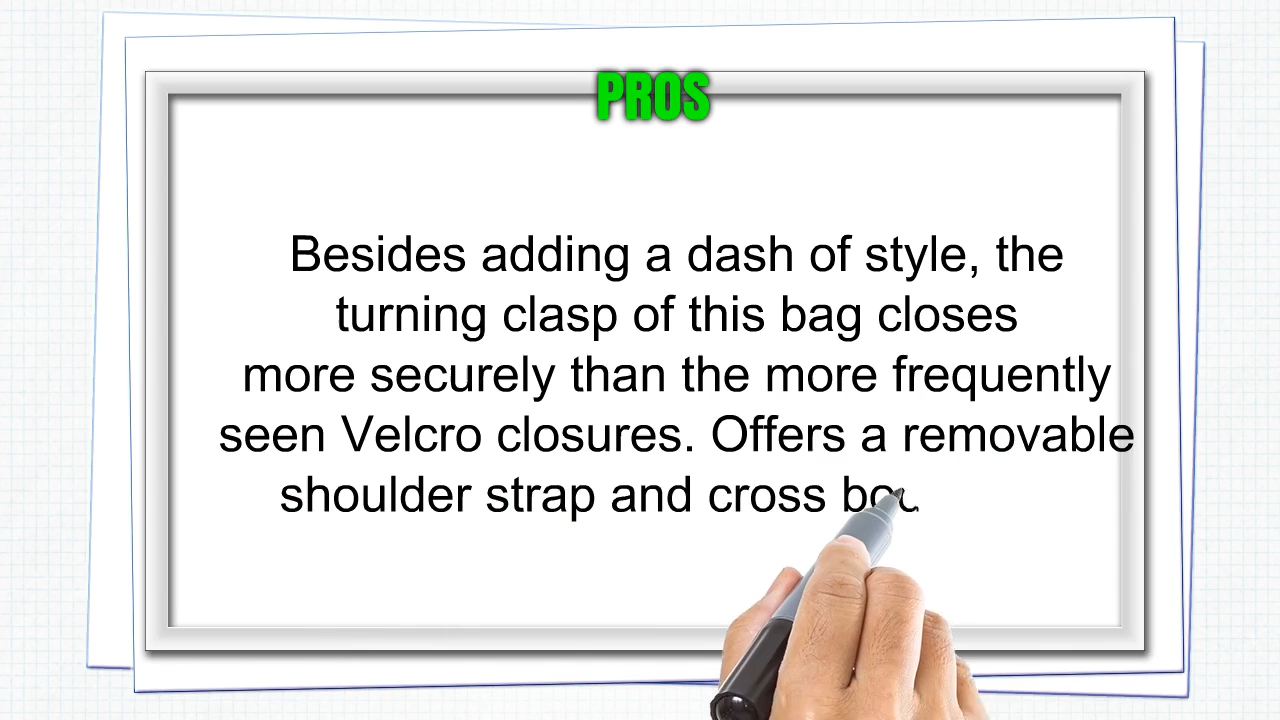 PROS
Besides adding a dash of style, the
turning clasp of this bag closes
more securely than the more frequently
seen Velcro closures. Offers a removable
shoulder strap and cross